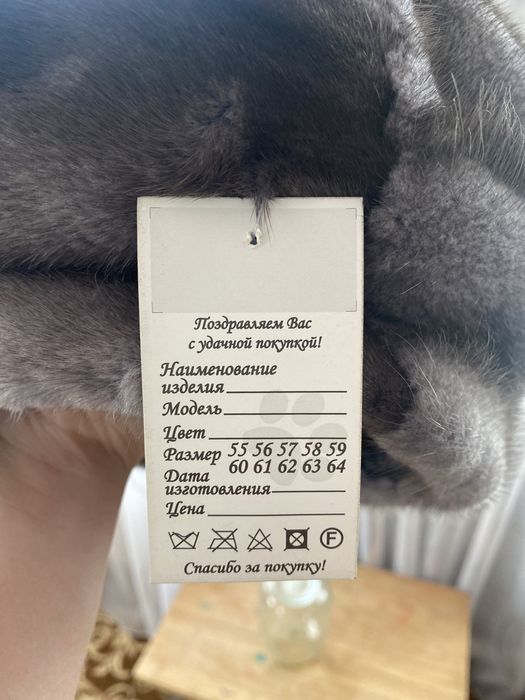 Поздравляем Вас
с удачной покупкой!
Наименование
изделия
Модель
Цвет
Размер 55 56 57 58 59
60 61 62 63 64
Дата
изготовления
Цена
F
Спасибо за покупку!